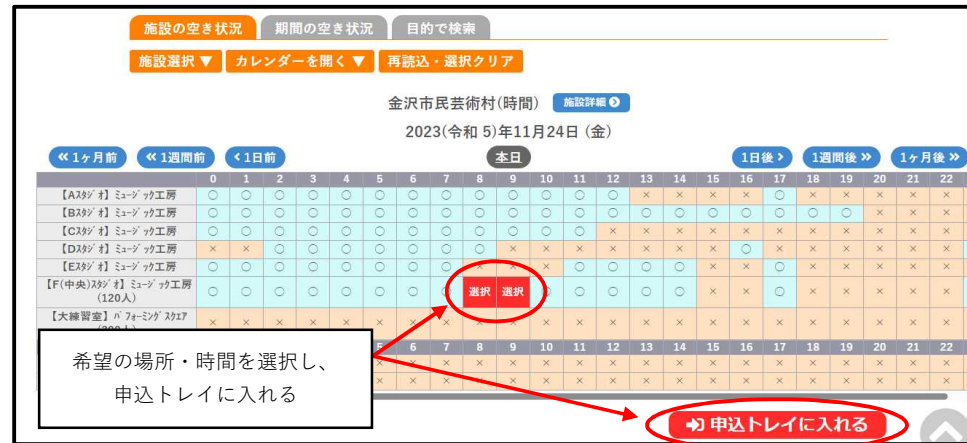 施設の空き状況 期間の空き状況 目的で検索
施設選択 ▼ カレンダーを開く ▼ 再読込・選択クリア
金沢市民芸術村(時間) 施設詳細
2023(令和 5)年11月24日 (金)
≪ 1ヶ月前 ≪ 1週間前 < 1日前 本日 1日後 > 1週間後 ≫ 1ヶ月後 ≫
0 1 2 3 4 5 6 7 8 9 10 11 12 13 14 15 16 17 18 19 20 21 22
【Aスタジオ】ミュージック工房 ○ ○ ○ ○ ○ ○ ○ ○ ○ ○ ○ ○ ○ × × × × ○ × × × × ×
【Bスタジオ】ミュージック工房 ○ ○ ○ ○ ○ ○ ○ ○ ○ ○ ○ ○ ○ ○ ○ ○ ○ ○ ○ ○ × × ×
【Cスタジオ】ミュージック工房 ○ ○ ○ ○ ○ ○ ○ ○ ○ ○ ○ ○ × × × × × × × × × × ×
【Dスタジオ】ミュージック工房 × × ○ ○ ○ ○ ○ ○ ○ × × × × × × × ○ × × × × × ×
【Eスタジオ】ミュージック工房 ○ ○ ○ ○ ○ ○ ○ ○ × × × ○ ○ ○ ○ × × ○ × × × × ×
【F(中央)スタジオ】ミュージック工房
(120人) ○ ○ ○ ○ ○ ○ ○ ○ 選択 選択 ○ ○ ○ ○ ○ × × ○ × × × × ×
【大練習室】パフォーミングスクエア × × × × × × × × × × × × × × × × × × × × × × ×
5 6 7 8 9 10 11 12 13 14 15 16 17 18 19 20 21 22
× × × × × × × × × × × × × × × × × ×
× × × × × × × × × × × × × × × × × ×
希望の場所・時間を選択し、
申込トレイに入れる
申込トレイに入れる